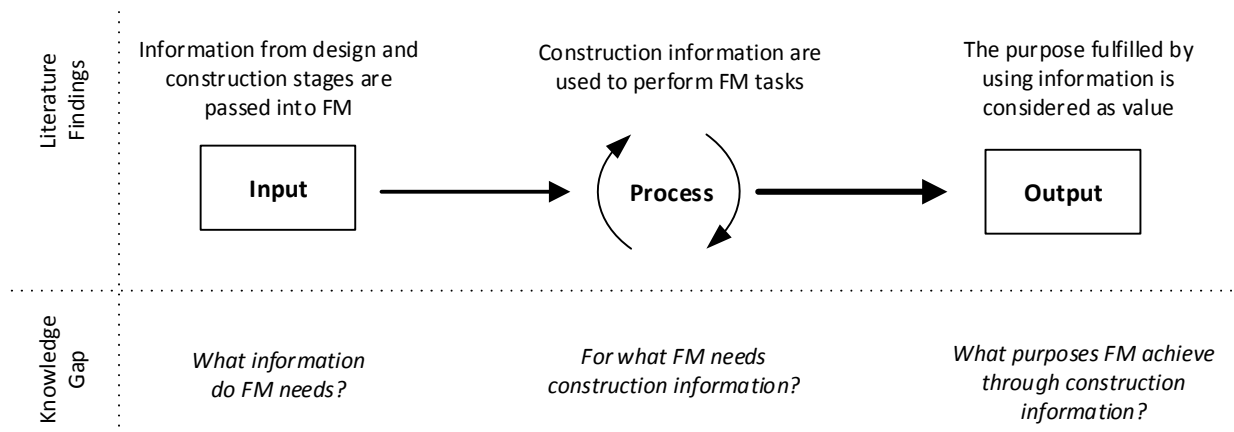 Literature
Findings
Information from design and
construction stages are
passed into FM
Construction information are
used to perform FM tasks
The purpose fulfilled by
using information is
considered as value
Input
Process
Output
Knowledge
Gap
What information
do FM needs?
For what FM needs
construction information?
What purposes FM achieve
through construction
information?